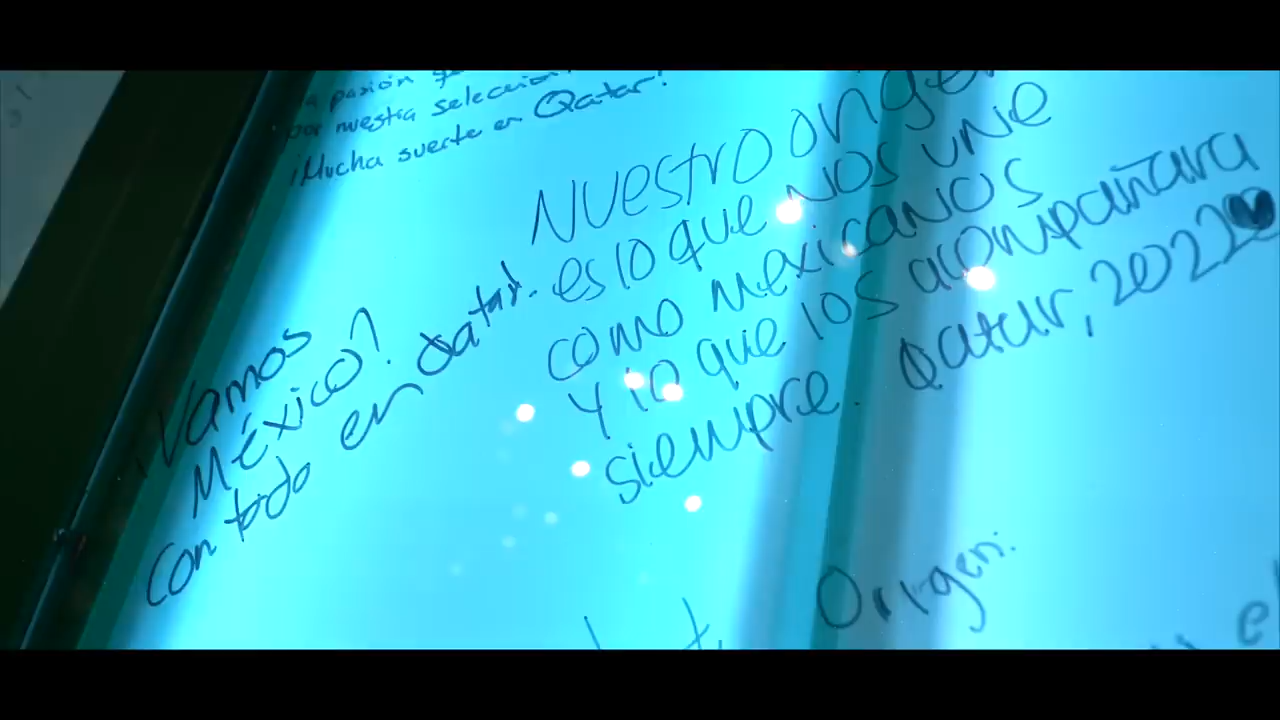 pasión
por nuestra selección
¡Mucha suerte en Qatar!
Nuestro origen
es lo que nos une
como mexicanos
y lo que los acompañara
siempre. Qatar, 2022
¡Vamos
México!
Con todo en Qatar.
Origen: